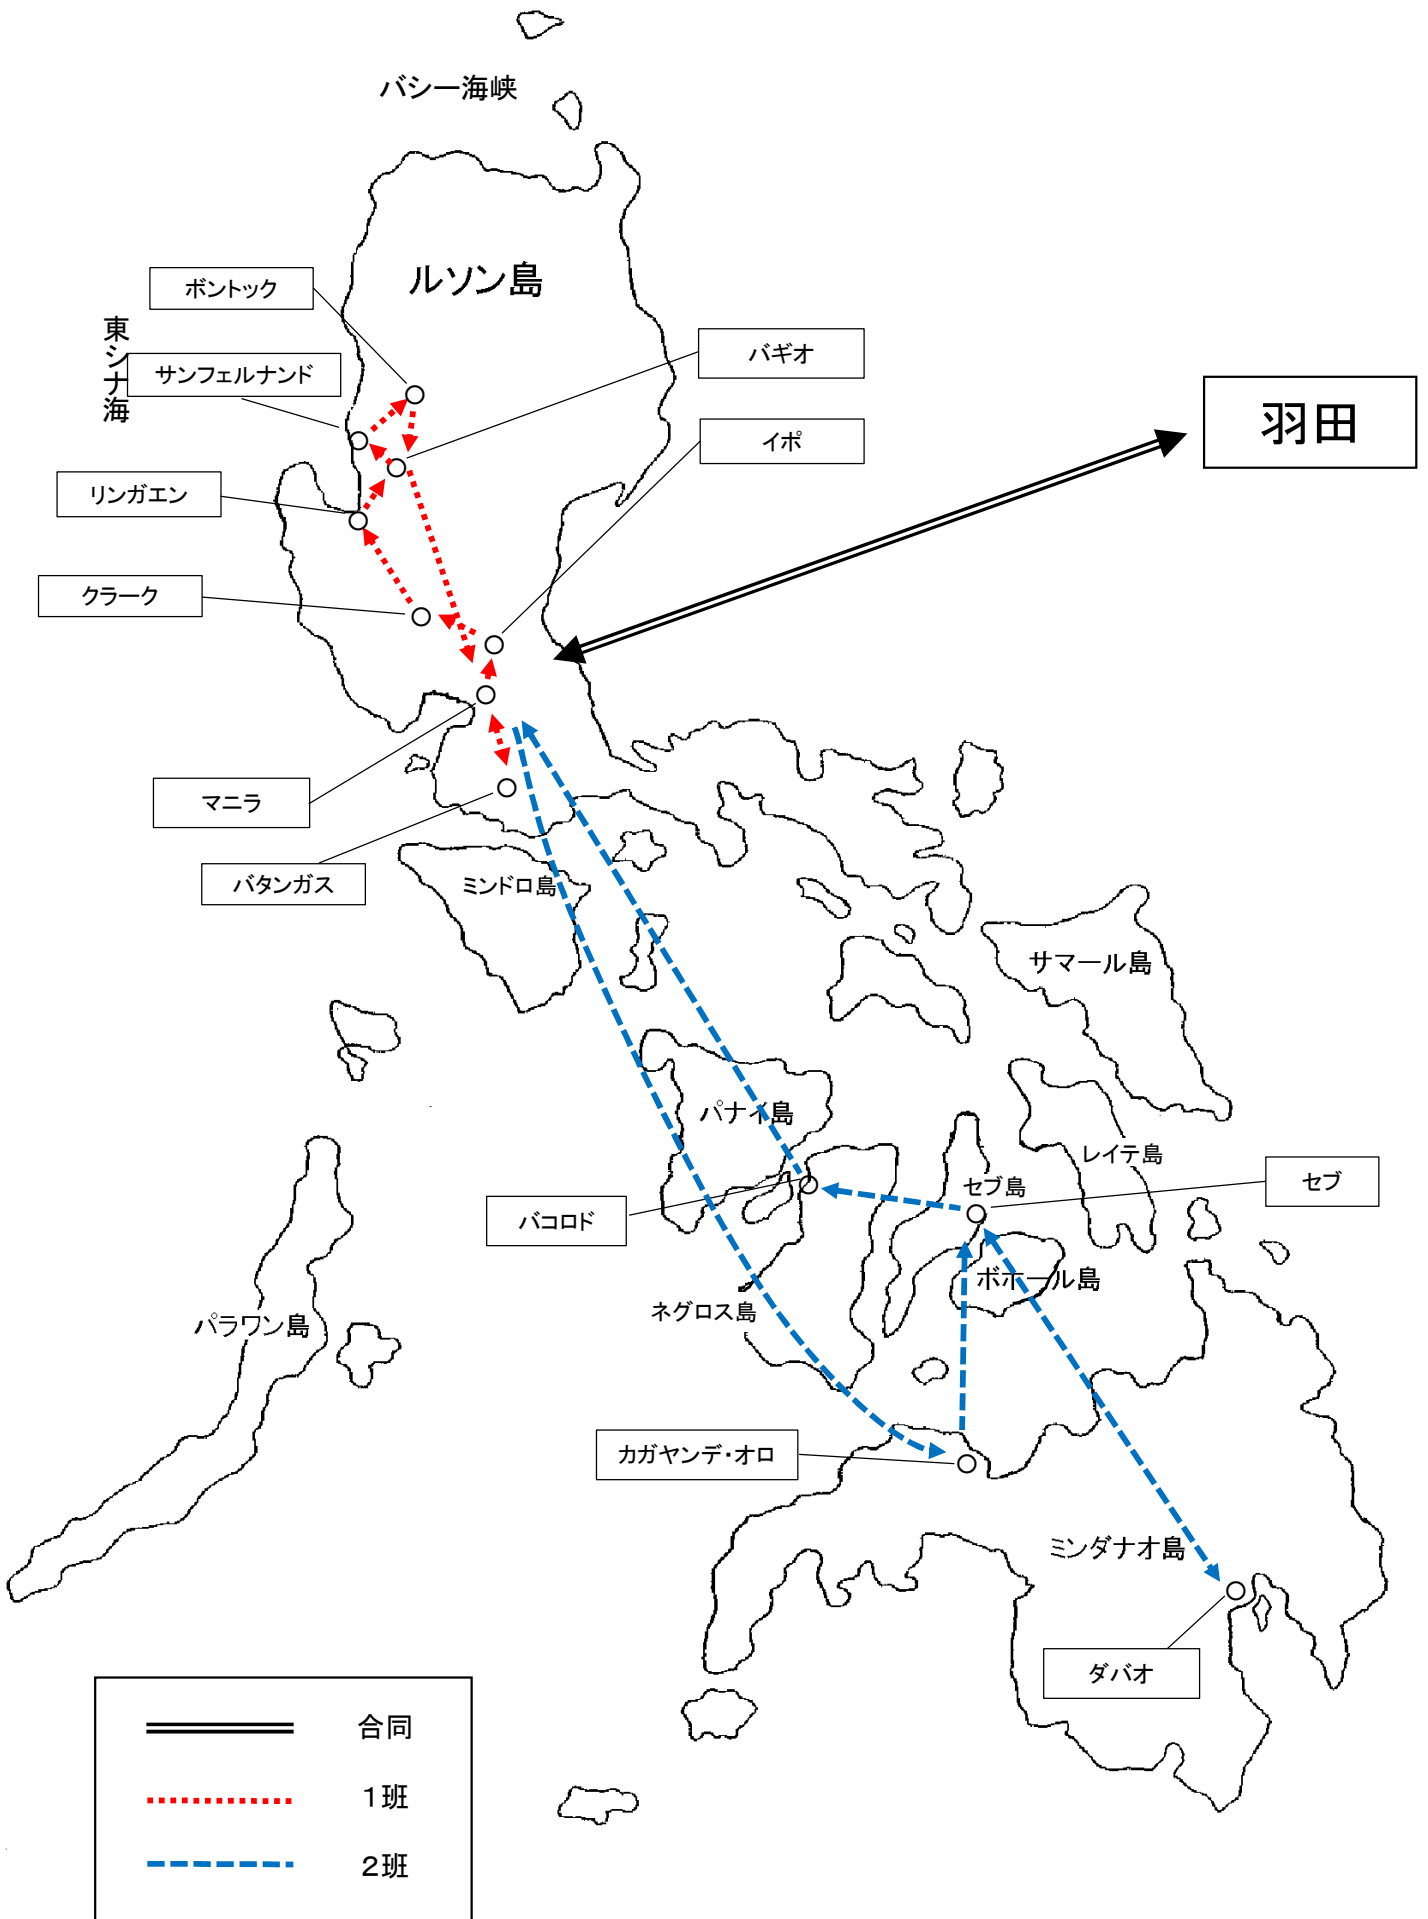 バシー海峡
ルソン島
ボントック
東シナ海
サンフェルナンド
バギオ
羽田
イポ
リンガエン
クラーク
マニラ
バタンガス
ミンドロ島
サマール島
パナイ島
レイテ島
セブ島
セブ
バコロド
ボホール島
ネグロス島
パラワン島
カガヤンデ・オロ
ミンダナオ島
ダバオ
合同
1班
2班